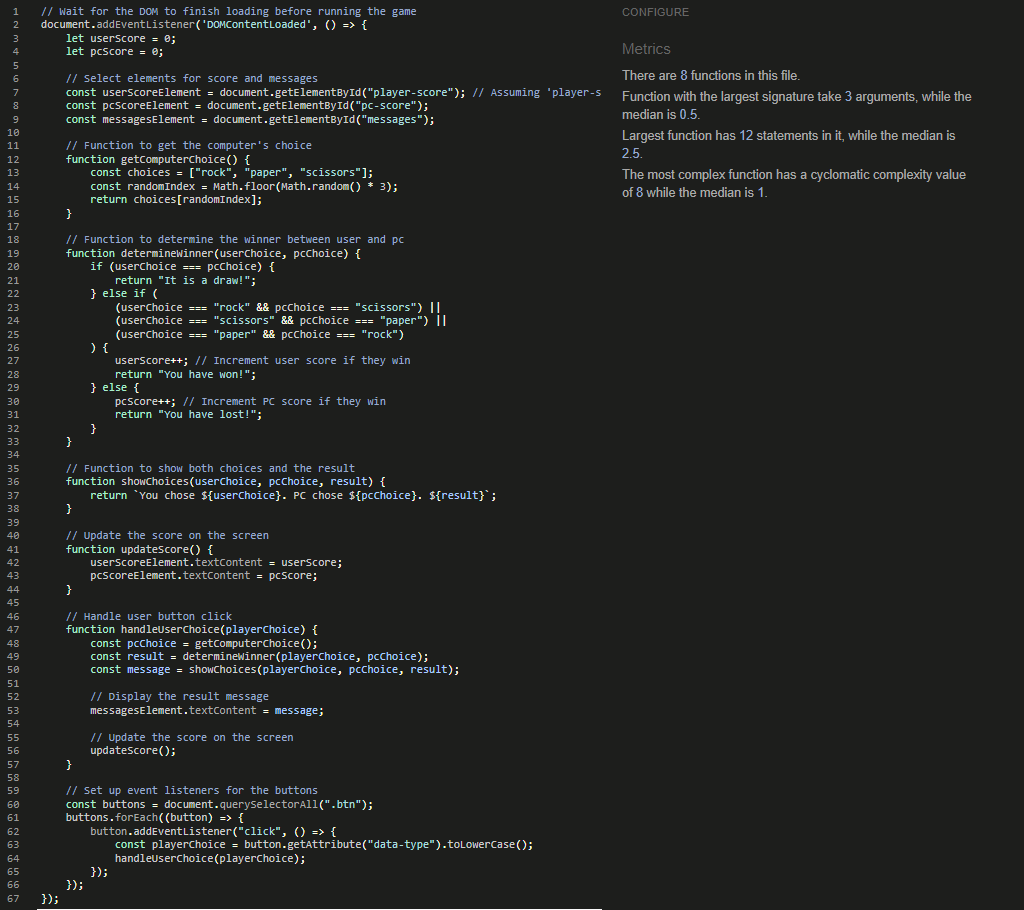 1 // Wait for the DOM to finish loading before running the game
2 document.addEventListener('DOMContentLoaded', () => {
3     let userScore = 0;
4     let pcScore = 0;
5
6     // Select elements for score and messages
7     const userScoreElement = document.getElementById("player-score"); // Assuming 'player-s
8     const pcScoreElement = document.getElementById("pc-score");
9     const messagesElement = document.getElementById("messages");
10
11     // Function to get the computer's choice
12     function getComputerChoice() {
13         const choices = ["rock", "paper", "scissors"];
14         const randomIndex = Math.floor(Math.random() * 3);
15         return choices[randomIndex];
16     }
17
18     // Function to determine the winner between user and pc
19     function determineWinner(userChoice, pcChoice) {
20         if (userChoice === pcChoice) {
21             return "It is a draw!";
22         } else if (
23             (userChoice === "rock" && pcChoice === "scissors") ||
24             (userChoice === "scissors" && pcChoice === "paper") ||
25             (userChoice === "paper" && pcChoice === "rock")
26         ) {
27             userScore++; // Increment user score if they win
28             return "You have won!";
29         } else {
30             pcScore++; // Increment PC score if they win
31             return "You have lost!";
32         }
33     }
34
35     // Function to show both choices and the result
36     function showChoices(userChoice, pcChoice, result) {
37         return `You chose ${userChoice}. PC chose ${pcChoice}. ${result}`;
38     }
39
40     // Update the score on the screen
41     function updateScore() {
42         userScoreElement.textContent = userScore;
43         pcScoreElement.textContent = pcScore;
44     }
45
46     // Handle user button click
47     function handleUserChoice(playerChoice) {
48         const pcChoice = getComputerChoice();
49         const result = determineWinner(playerChoice, pcChoice);
50         const message = showChoices(playerChoice, pcChoice, result);
51
52         // Display the result message
53         messagesElement.textContent = message;
54
55         // Update the score on the screen
56         updateScore();
57     }
58
59     // Set up event listeners for the buttons
60     const buttons = document.querySelectorAll(".btn");
61     buttons.forEach((button) => {
62         button.addEventListener("click", () => {
63             const playerChoice = button.getAttribute("data-type").toLowerCase();
64             handleUserChoice(playerChoice);
65         });
66     });
67 });
CONFIGURE
Metrics
There are 8 functions in this file.
Function with the largest signature take 3 arguments, while the
median is 0.5.
Largest function has 12 statements in it, while the median is
2.5.
The most complex function has a cyclomatic complexity value
of 8 while the median is 1.